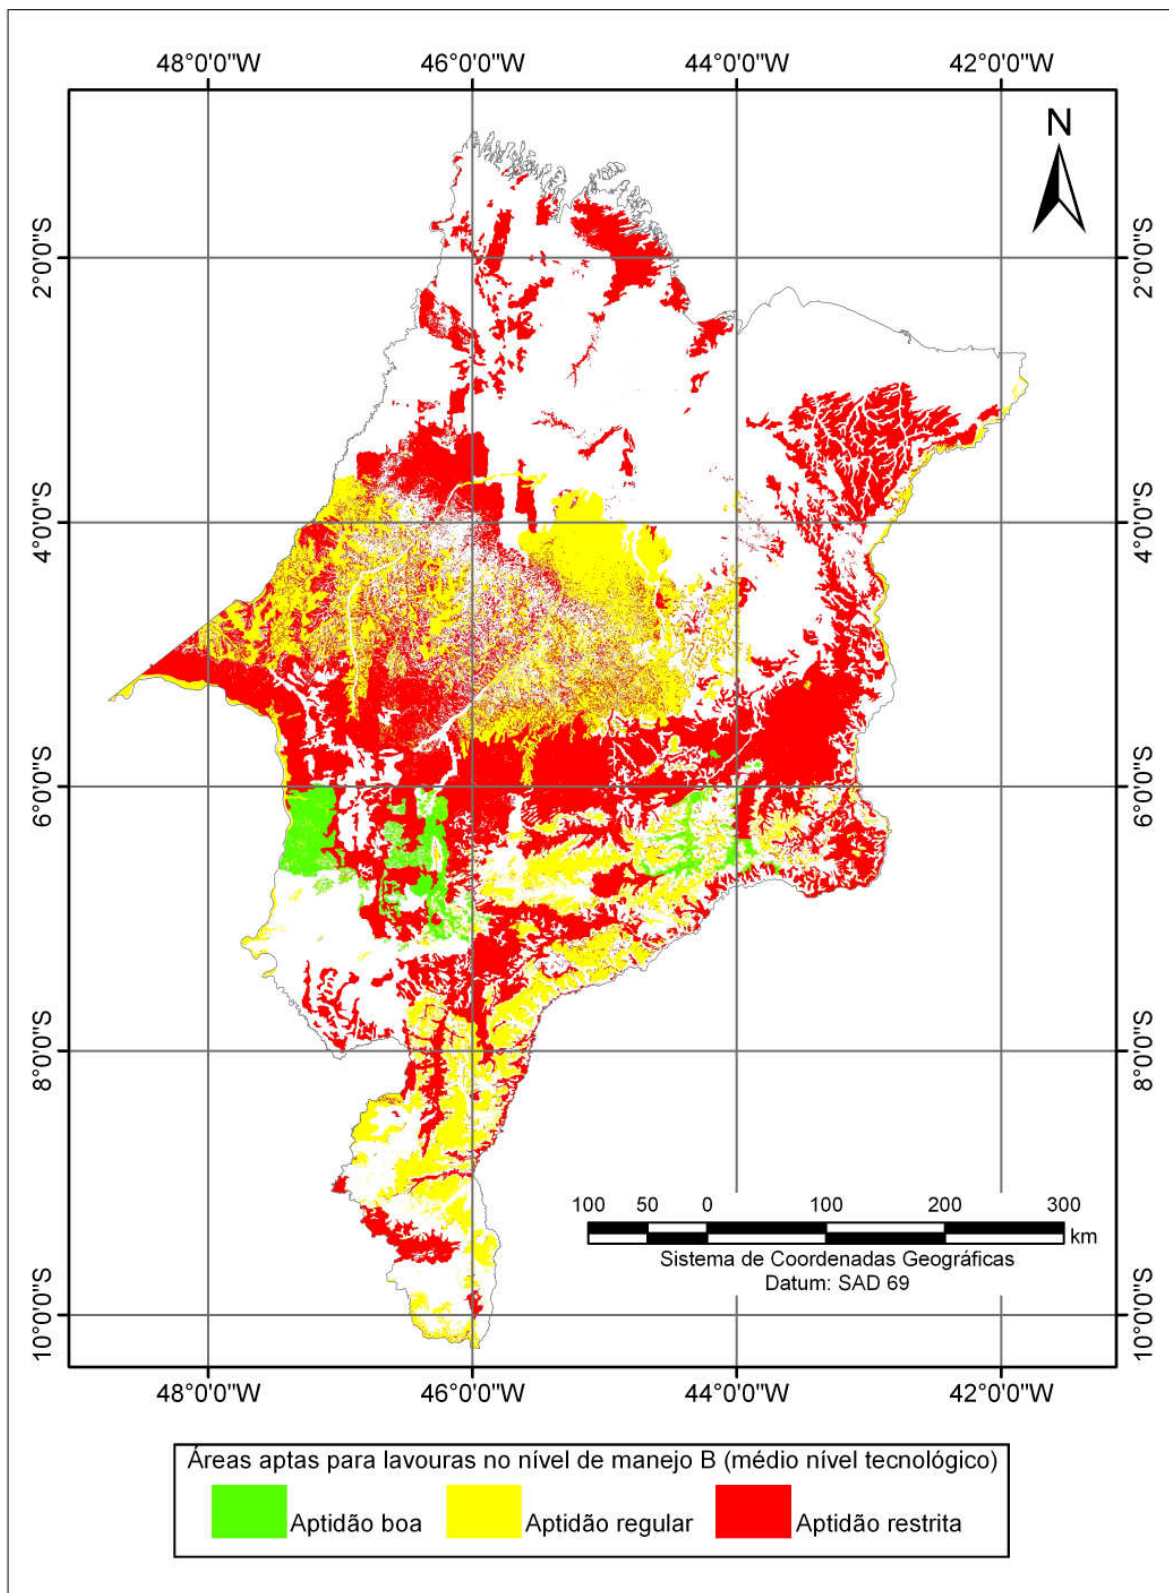 48°0'0"W 46°0'0"W 44°0'0"W 42°0'0"W
N
2°0'0"S 2°0'0"S
4°0'0"S 4°0'0"S
6°0'0"S 6°0'0"S
8°0'0"S 8°0'0"S
100 50 0 100 200 300
km
Sistema de Coordenadas Geográficas
Datum: SAD 69
10°0'0"S 10°0'0"S
48°0'0"W 46°0'0"W 44°0'0"W 42°0'0"W
Áreas aptas para lavouras no nível de manejo B (médio nível tecnológico)
Aptidão boa Aptidão regular Aptidão restrita